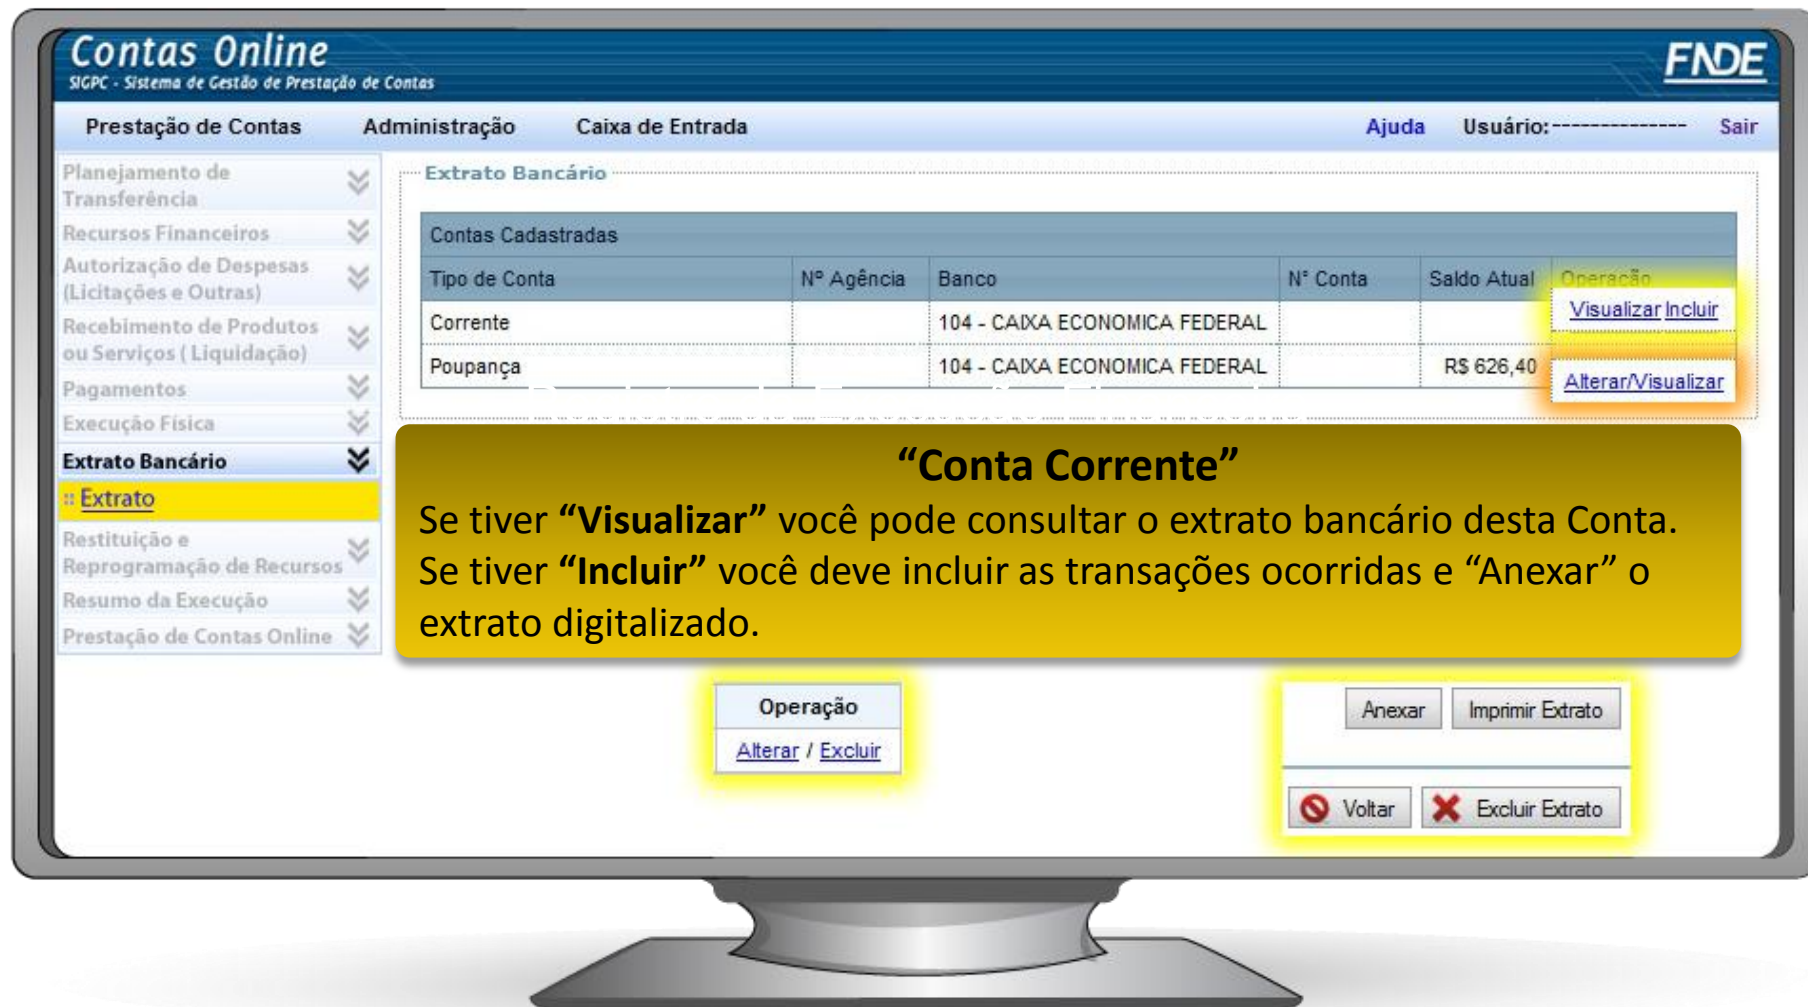 Contas Online
SIGPC - Sistema de Gestão de Prestação de Contas
FNDE
Prestação de Contas Administração Caixa de Entrada Ajuda Usuário:-------------- Sair
Planejamento de
Transferência
Recursos Financeiros
Autorização de Despesas
(Licitações e Outras)
Recebimento de Produtos
ou Serviços ( Liquidação)
Pagamentos
Execução Física
Extrato Bancário
:: Extrato
Restituição e
Reprogramação de Recursos
Resumo da Execução
Prestação de Contas Online
Extrato Bancário
Contas Cadastradas
Tipo de Conta Nº Agência Banco N° Conta Saldo Atual Operação
Corrente 104 - CAIXA ECONOMICA FEDERAL Visualizar Incluir
Poupança 104 - CAIXA ECONOMICA FEDERAL R$ 626,40 Alterar/Visualizar
“Conta Corrente”
Se tiver “Visualizar” você pode consultar o extrato bancário desta Conta.
Se tiver “Incluir” você deve incluir as transações ocorridas e “Anexar” o
extrato digitalizado.
Operação
Alterar / Excluir
Anexar Imprimir Extrato
Voltar Excluir Extrato